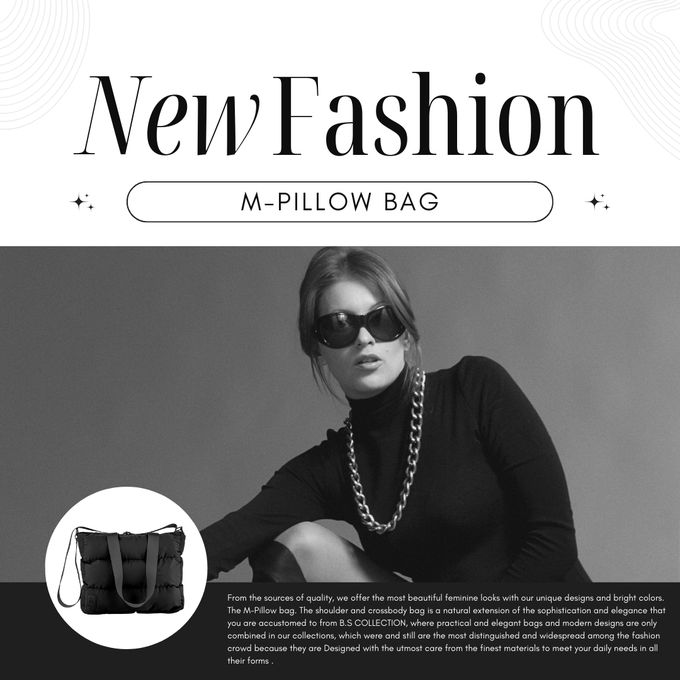 New Fashion
M-PILLOW BAG
From the sources of quality, we offer the most beautiful feminine looks with our unique designs and bright colors.
The M-Pillow bag. The shoulder and crossbody bag is a natural extension of the sophistication and elegance that
you are accustomed to from B.S COLLECTION, where practical and elegant bags and modern designs are only
combined in our collections, which were and still are the most distinguished and widespread among the fashion
crowd because they are Designed with the utmost care from the finest materials to meet your daily needs in all
their forms .